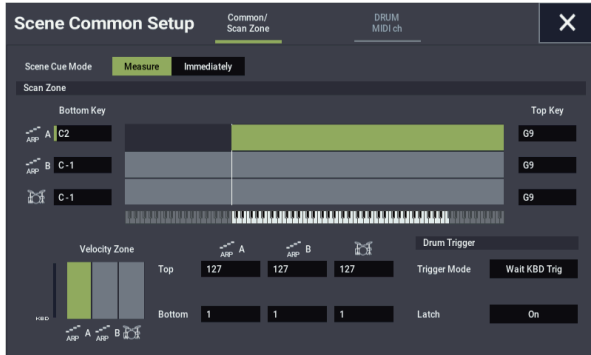 Scene Common Setup
Common/
Scan Zone
DRUM
MIDI ch
Scene Cue Mode Measure Immediately
Scan Zone
Bottom Key Top Key
ARP A C2 G9
ARP B C-1 G9
C-1 G9
Velocity Zone ARP A ARP B Drum Trigger
Top 127 127 127 Trigger Mode Wait KBD Trig
KBD Bottom 1 1 1 Latch On
ARP A ARP B